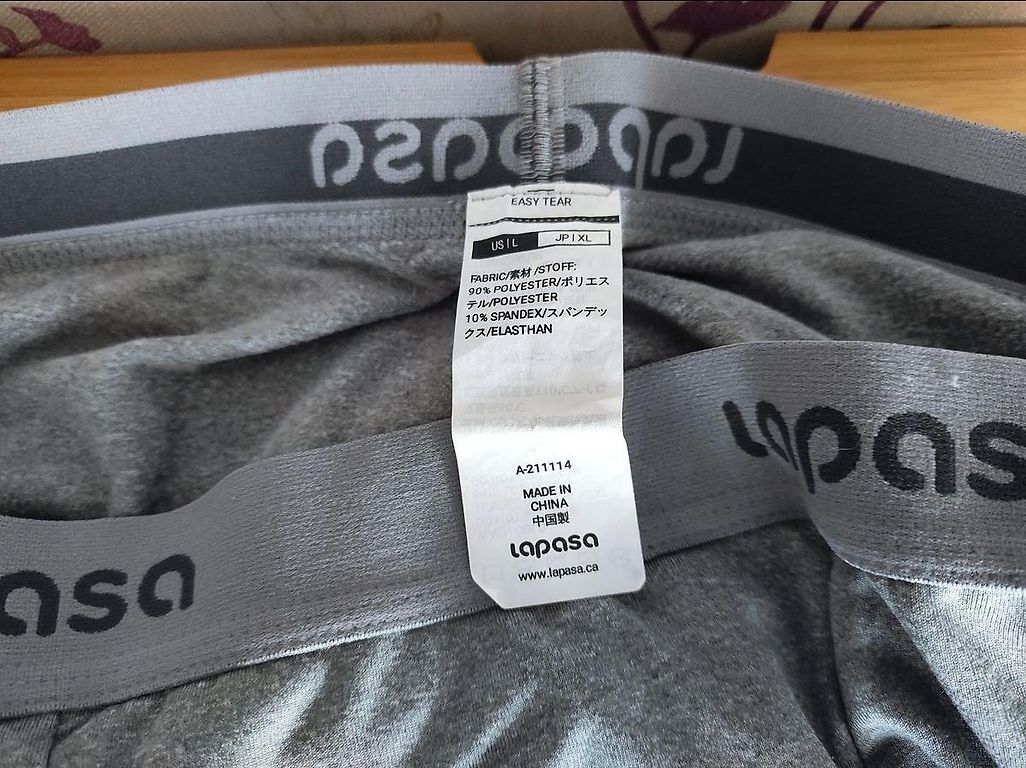 lapasa
EASY TEAR
US | L JP | XL
FABRIC/素材 /STOFF:
90% POLYESTER/ポリエス
テル/POLYESTER
10% SPANDEX/スパンデッ
クス/ELASTHAN
A-211114
MADE IN
CHINA
中国製
lapasa
www.lapasa.ca
lapas
asa